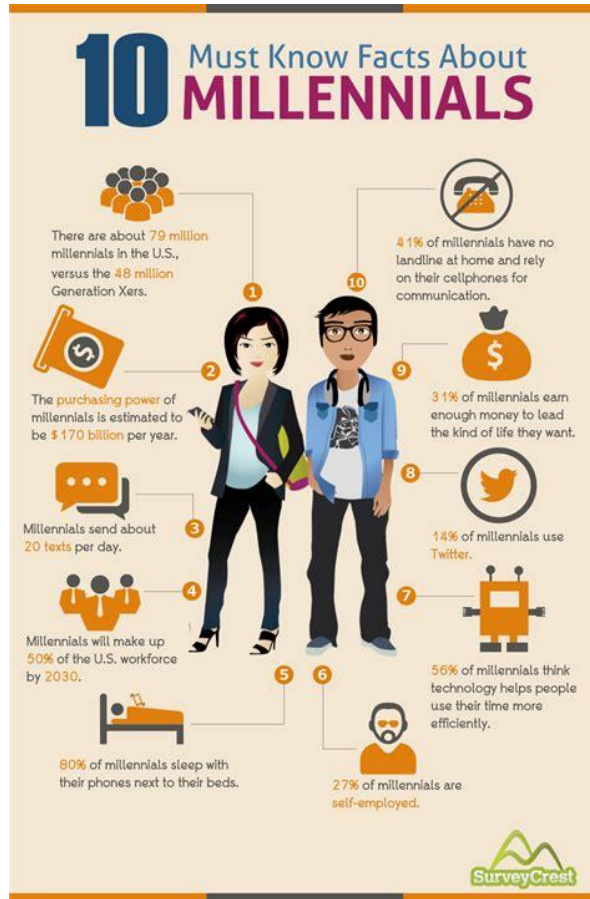 10 Must Know Facts About
MILLENNIALS
There are about 79 million
millennials in the U.S.,
versus the 48 million
Generation Xers.
1
2
The purchasing power of
millennials is estimated to
be $170 billion per year.
Millennials send about
20 texts per day.
3
4
Millennials will make up
50% of the U.S. workforce
by 2030.
5
80% of millennials sleep with
their phones next to their beds.
6
27% of millennials are
self-employed.
7
56% of millennials think
technology helps people
use their time more
efficiently.
8
14% of millennials use
Twitter.
9
$
31% of millennials earn
enough money to lead
the kind of life they want.
10
41% of millennials have no
landline at home and rely
on their cellphones for
communication.
SurveyCrest